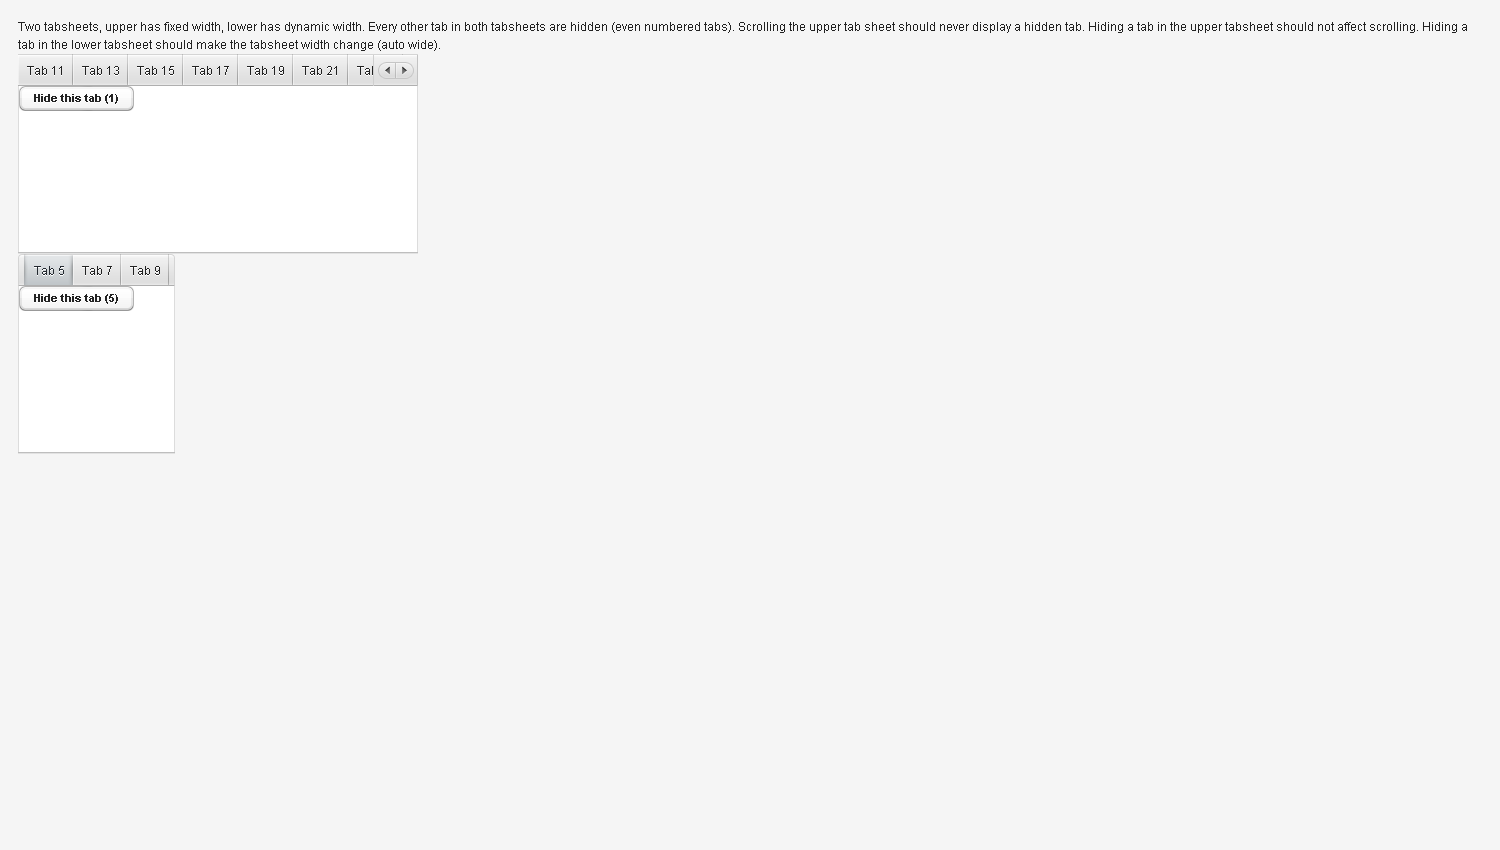 Two tabsheets, upper has fixed width, lower has dynamic width. Every other tab in both tabsheets are hidden (even numbered tabs). Scrolling the upper tab sheet should never display a hidden tab. Hiding a tab in the upper tabsheet should not affect scrolling. Hiding a
tab in the lower tabsheet should make the tabsheet width change (auto wide).
Tab 11 Tab 13 Tab 15 Tab 17 Tab 19 Tab 21
Hide this tab (1)
Tab 5 Tab 7 Tab 9
Hide this tab (5)